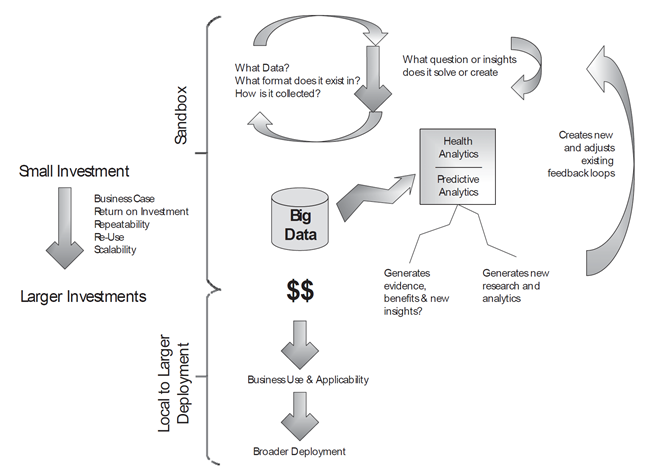 What Data?
What format does it exist in?
How is it collected?
What question or insights
does it solve or create
Sandbox
Creates new
and adjusts
existing
feedback loops
Health
Analytics
Predictive
Analytics
Small Investment
Business Case
Return on Investment
Repeatability
Re-Use
Scalability
Big
Data
Generates
evidence,
benefits & new
insights?
Generates new
research and
analytics
Larger Investments
$$
Local to Larger
Deployment
Business Use & Applicability
Broader Deployment